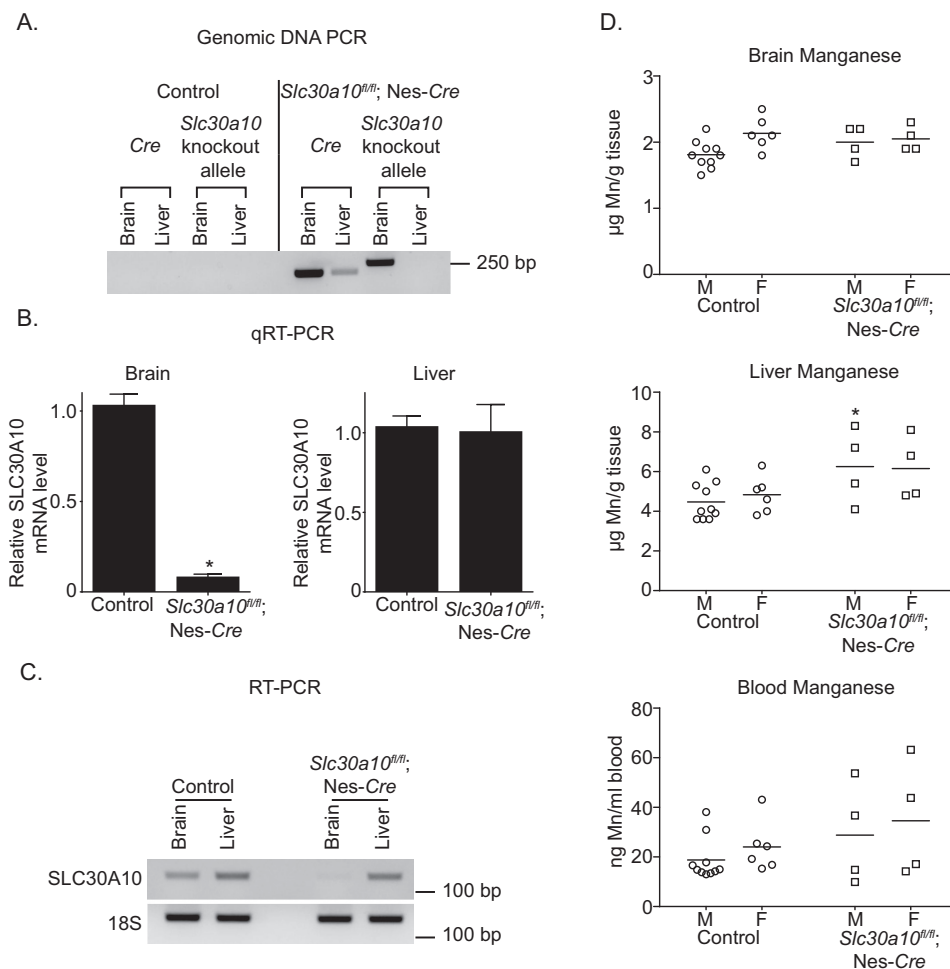 A.
Genomic DNA PCR
Control
Slc30a10fl/fl; Nes-Cre
Cre
Slc30a10
knockout
allele
Cre
Slc30a10
knockout
allele
Brain
Liver
Brain
Liver
Brain
Liver
Brain
Liver
250 bp
B.
qRT-PCR
Brain
Relative SLC30A10
mRNA level
1.0
0.5
0
*
Control
Slc30a10fl/fl;
Nes-Cre
Liver
Relative SLC30A10
mRNA level
1.0
0.5
0
Control
Slc30a10fl/fl;
Nes-Cre
C.
RT-PCR
Control
Slc30a10fl/fl;
Nes-Cre
Brain
Liver
Brain
Liver
SLC30A10
100 bp
18S
100 bp
D.
Brain Manganese
µg Mn/g tissue
3
2
1
0
M F M F
Control
Slc30a10fl/fl;
Nes-Cre
Liver Manganese
µg Mn/g tissue
10
8
6
4
2
0
*
M F M F
Control
Slc30a10fl/fl;
Nes-Cre
Blood Manganese
ng Mn/ml blood
80
60
40
20
0
M F M F
Control
Slc30a10fl/fl;
Nes-Cre